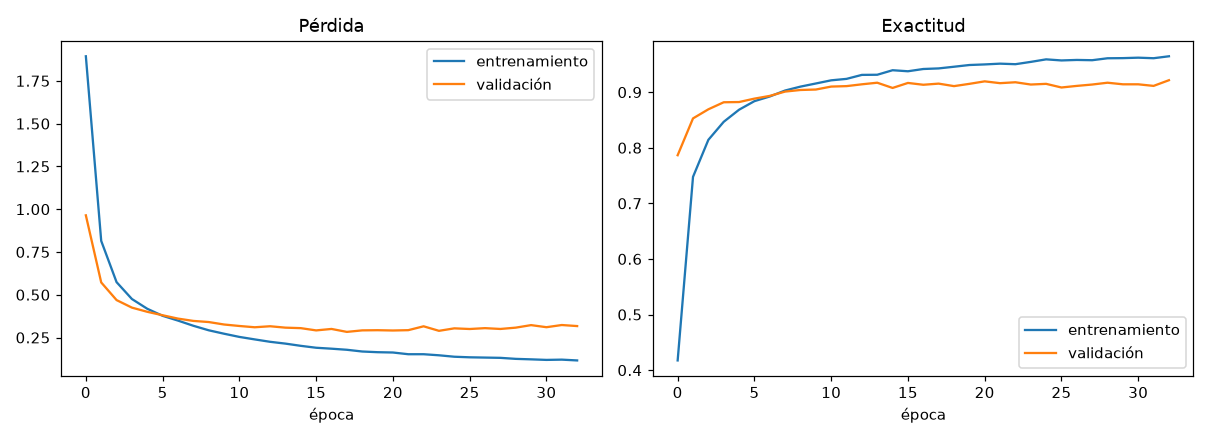 Pérdida
1.75
1.50
1.25
1.00
0.75
0.50
0.25
0 5 10 15 20 25 30
época
entrenamiento
validación
Exactitud
0.9
0.8
0.7
0.6
0.5
0.4
0 5 10 15 20 25 30
época
entrenamiento
validación